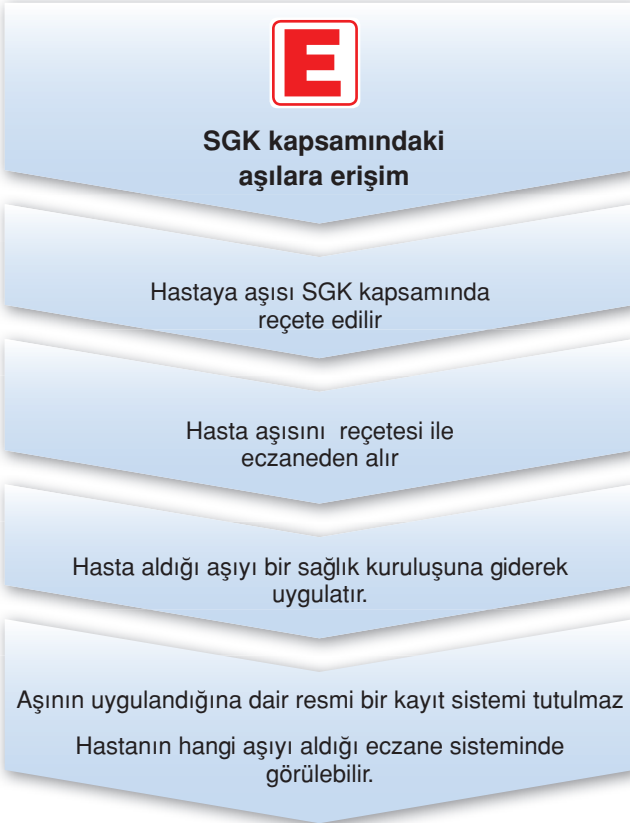 E
SGK kapsamındaki
aşılara erişim
Hastaya aşısı SGK kapsamında
reçete edilir
Hasta aşısını reçetesi ile
eczaneden alır
Hasta aldığı aşıyı bir sağlık kuruluşuna giderek
uygulatır.
Aşının uygulandığına dair resmi bir kayıt sistemi tutulmaz
Hastanın hangi aşıyı aldığı eczane sisteminde
görülebilir.